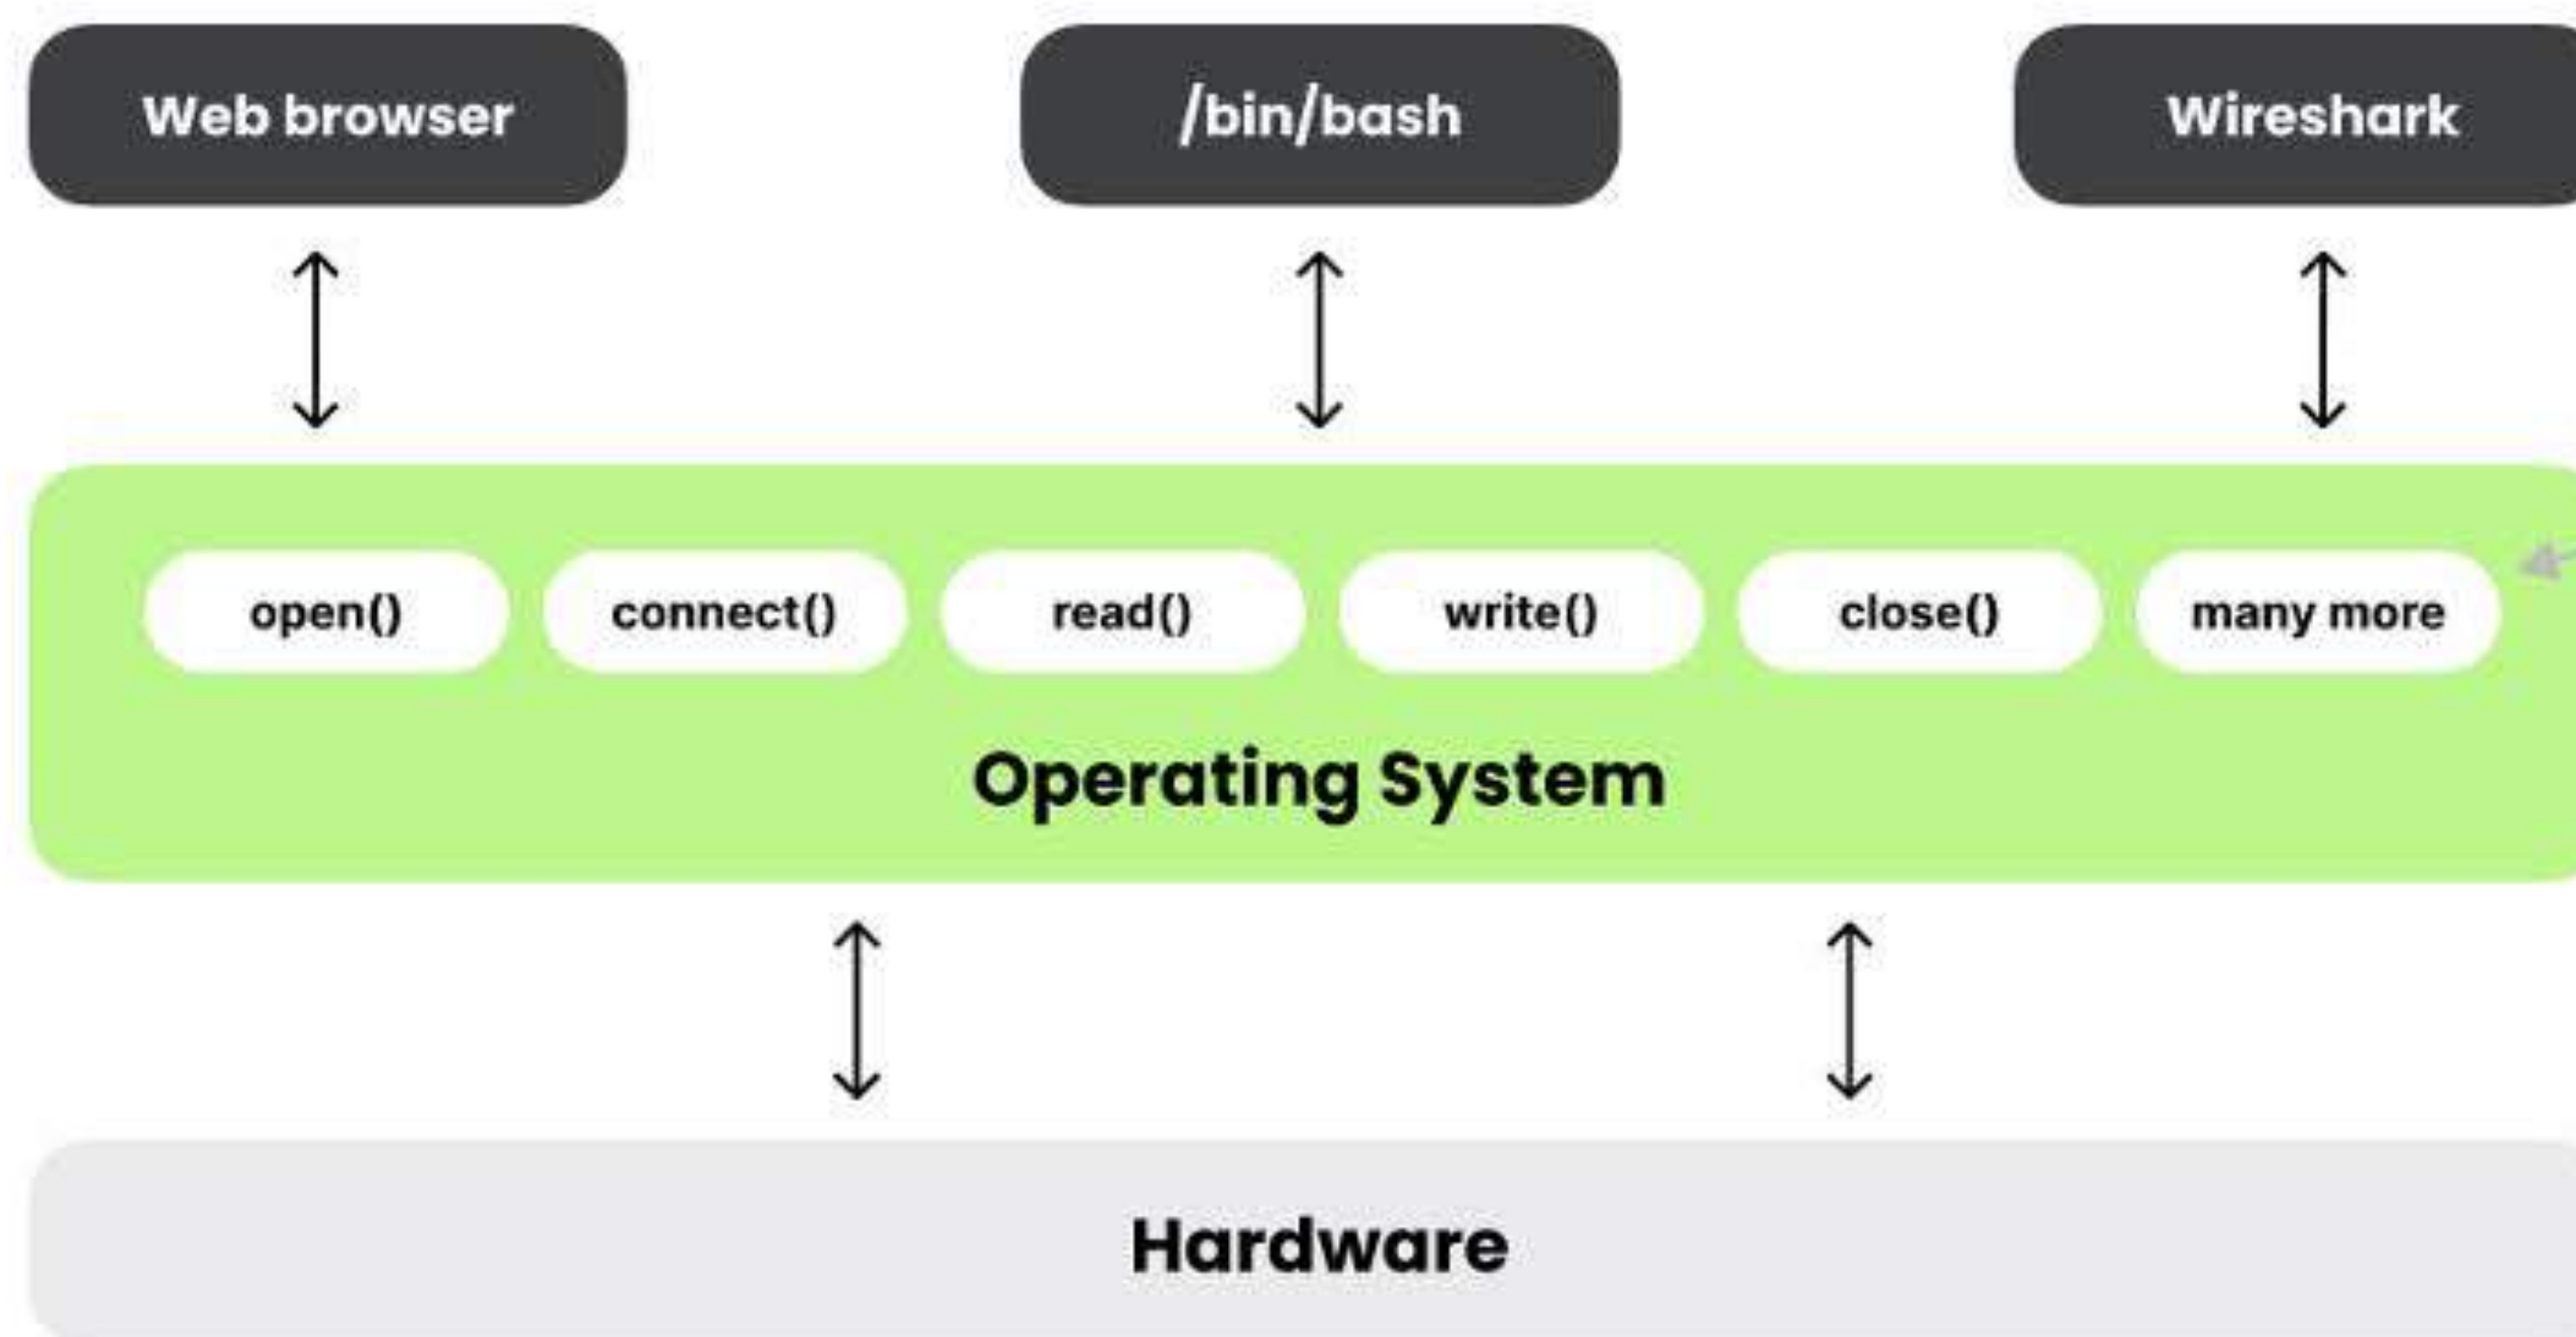 Web browser
/bin/bash
Wireshark
open()
connect()
read()
write()
close()
many more
Operating System
Hardware